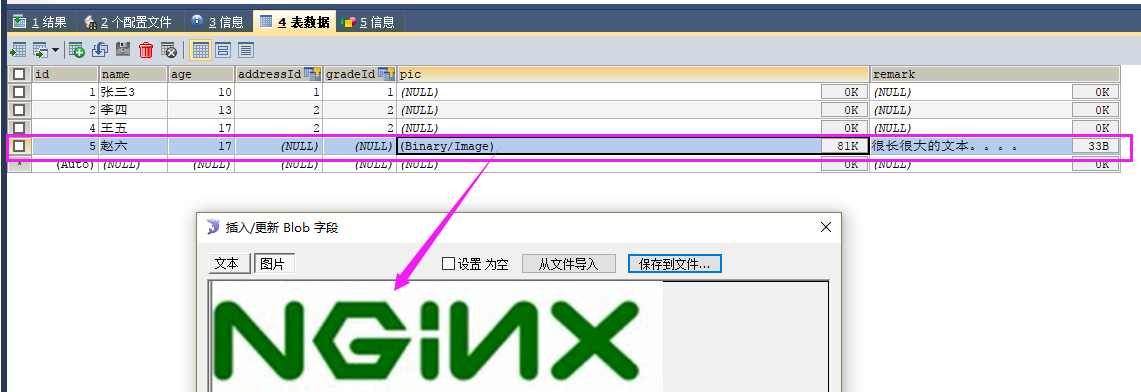 1 结果 2 个配置文件 3 信息 4 表数据 5 信息
id name age addressId gradeId pic remark
1 张三3 10 1 1 (NULL) 0K (NULL) 0K
2 李四 13 2 2 (NULL) 0K (NULL) 0K
4 王五 17 2 2 (NULL) 0K (NULL) 0K
5 赵六 17 (NULL) (NULL) (Binary/Image) 81K 很长很大的文本。。。。 33B
* (Auto) (NULL) (NULL) (NULL) (NULL) (NULL) 0K (NULL) 0K
插入/更新 Blob 字段
文本 图片 设置 为空 从文件导入 保存到文件...
NGiNX